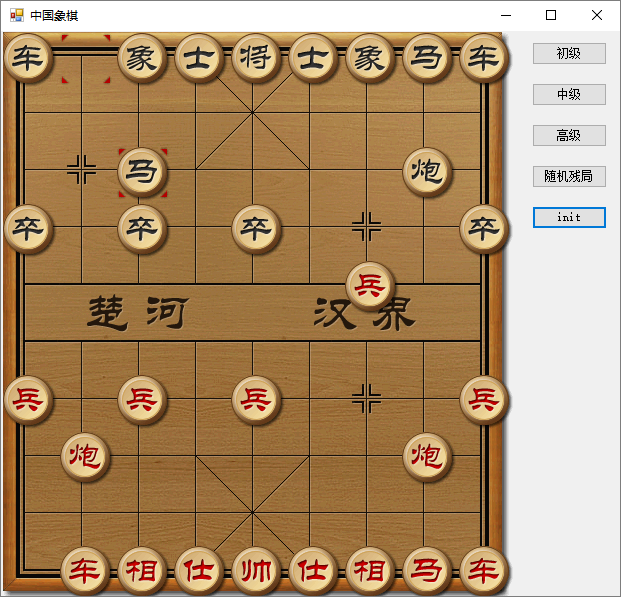 中国象棋
车 象 士 将 士 象 马 车
初级
中级
高级
马 炮
随机残局
卒 卒 卒 卒
init
兵
楚河 汉界
兵 兵 兵 兵
炮 炮
车 相 仕 帅 仕 相 马 车